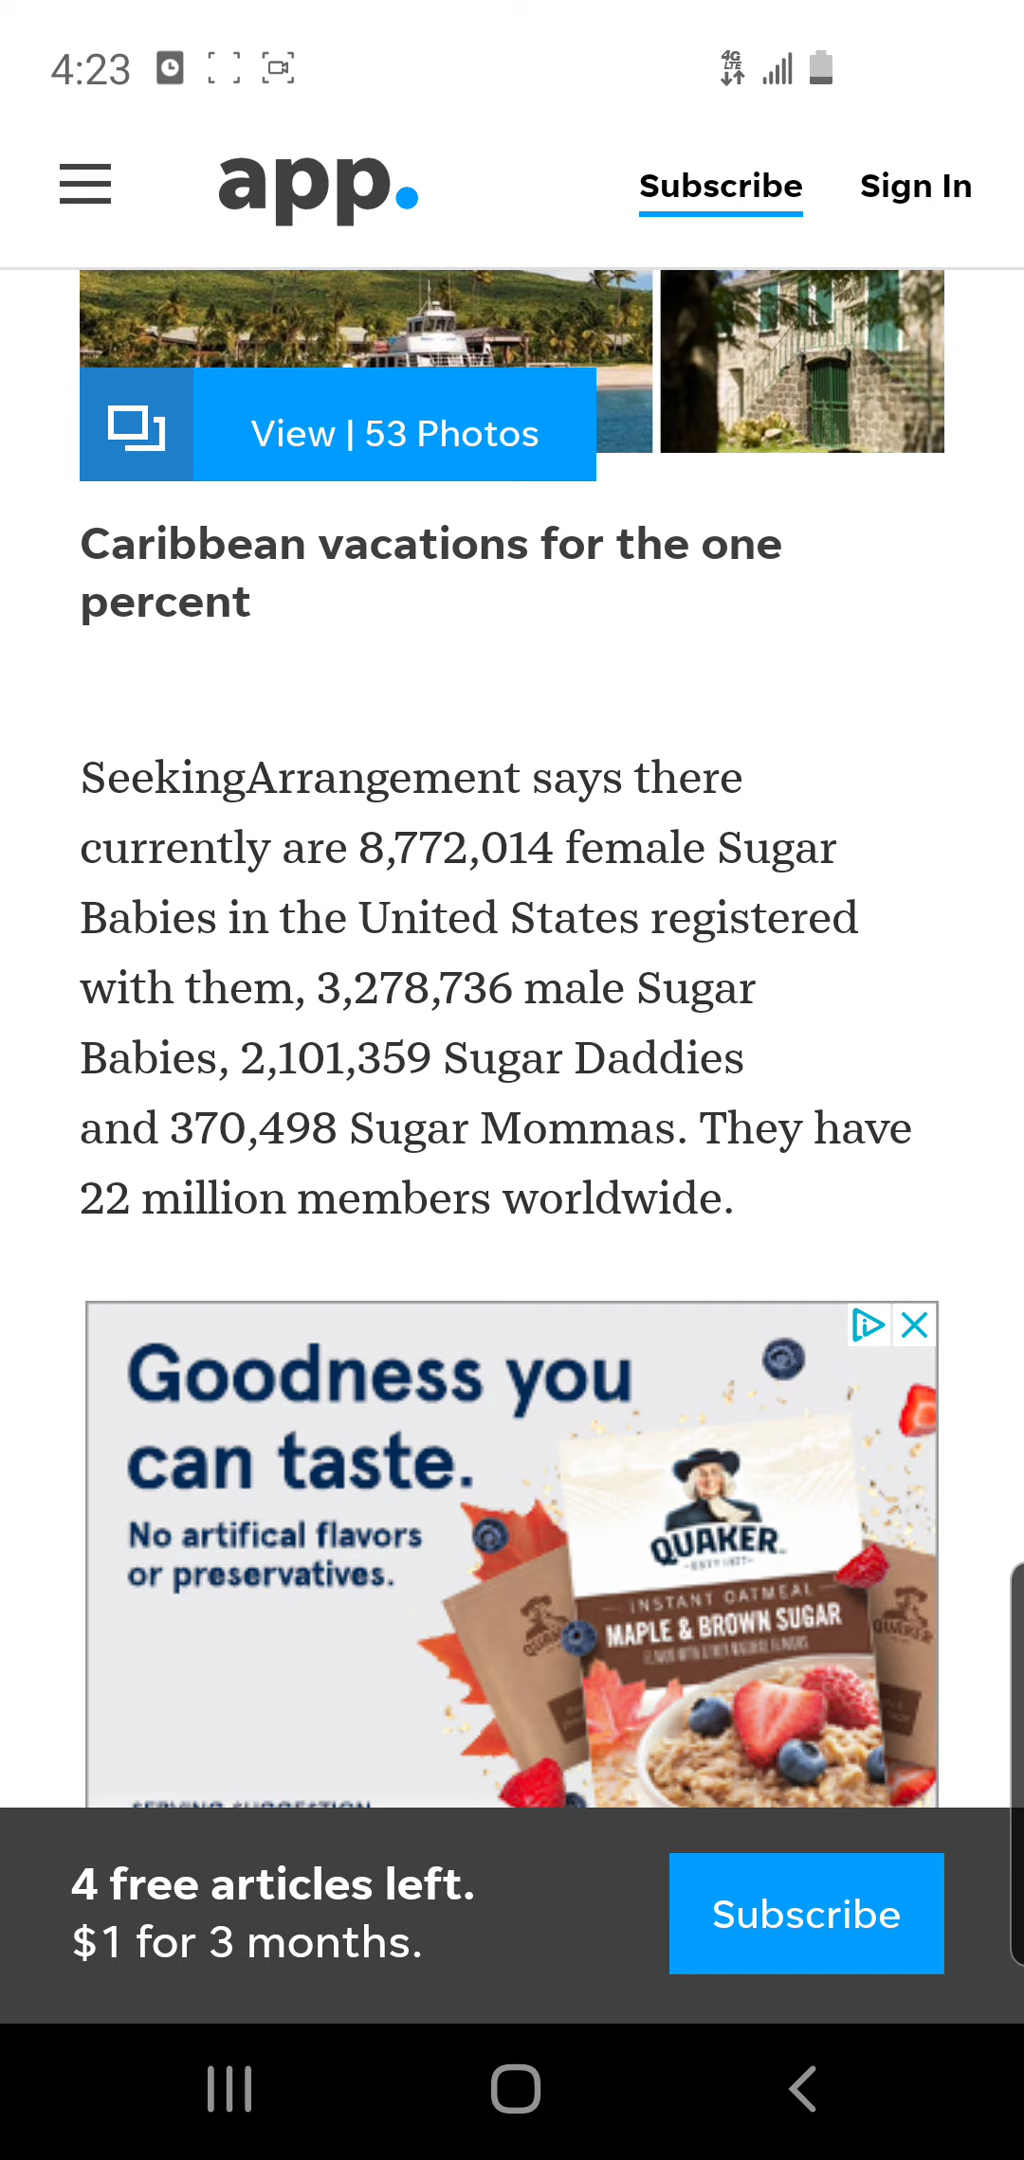 4:23
4G
LTE
app.
Subscribe
Sign In
View | 53 Photos
Caribbean vacations for the one
percent
SeekingArrangement says there
currently are 8,772,014 female Sugar
Babies in the United States registered
with them, 3,278,736 male Sugar
Babies, 2,101,359 Sugar Daddies
and 370,498 Sugar Mommas. They have
22 million members worldwide.
Goodness you
can taste.
No artifical flavors
or preservatives.
QUAKER
INSTANT OATMEAL
MAPLE & BROWN SUGAR
SERVING SUGGESTION
4 free articles left.
$1 for 3 months.
Subscribe